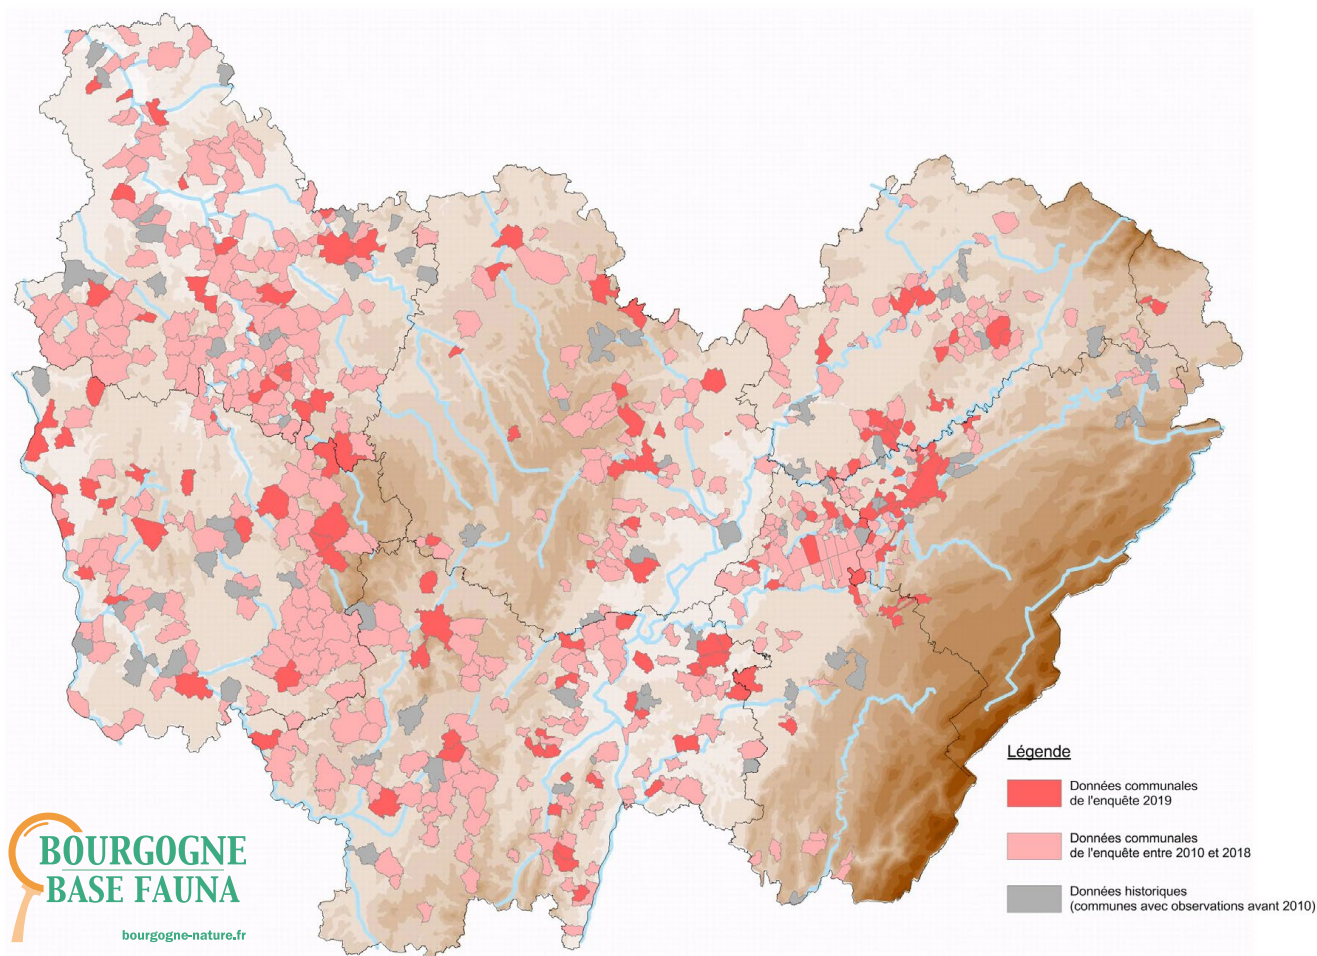 Légende
Données communales
de l'enquête 2019
Données communales
de l'enquête entre 2010 et 2018
Données historiques
(communes avec observations avant 2010)
BOURGOGNE
BASE FAUNA
bourgogne-nature.fr